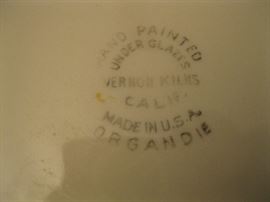 HAND PAINTED
UNDER GLAZE
VERNON KILNS
CALIF.
MADE IN U.S.A.
ORGANDIE